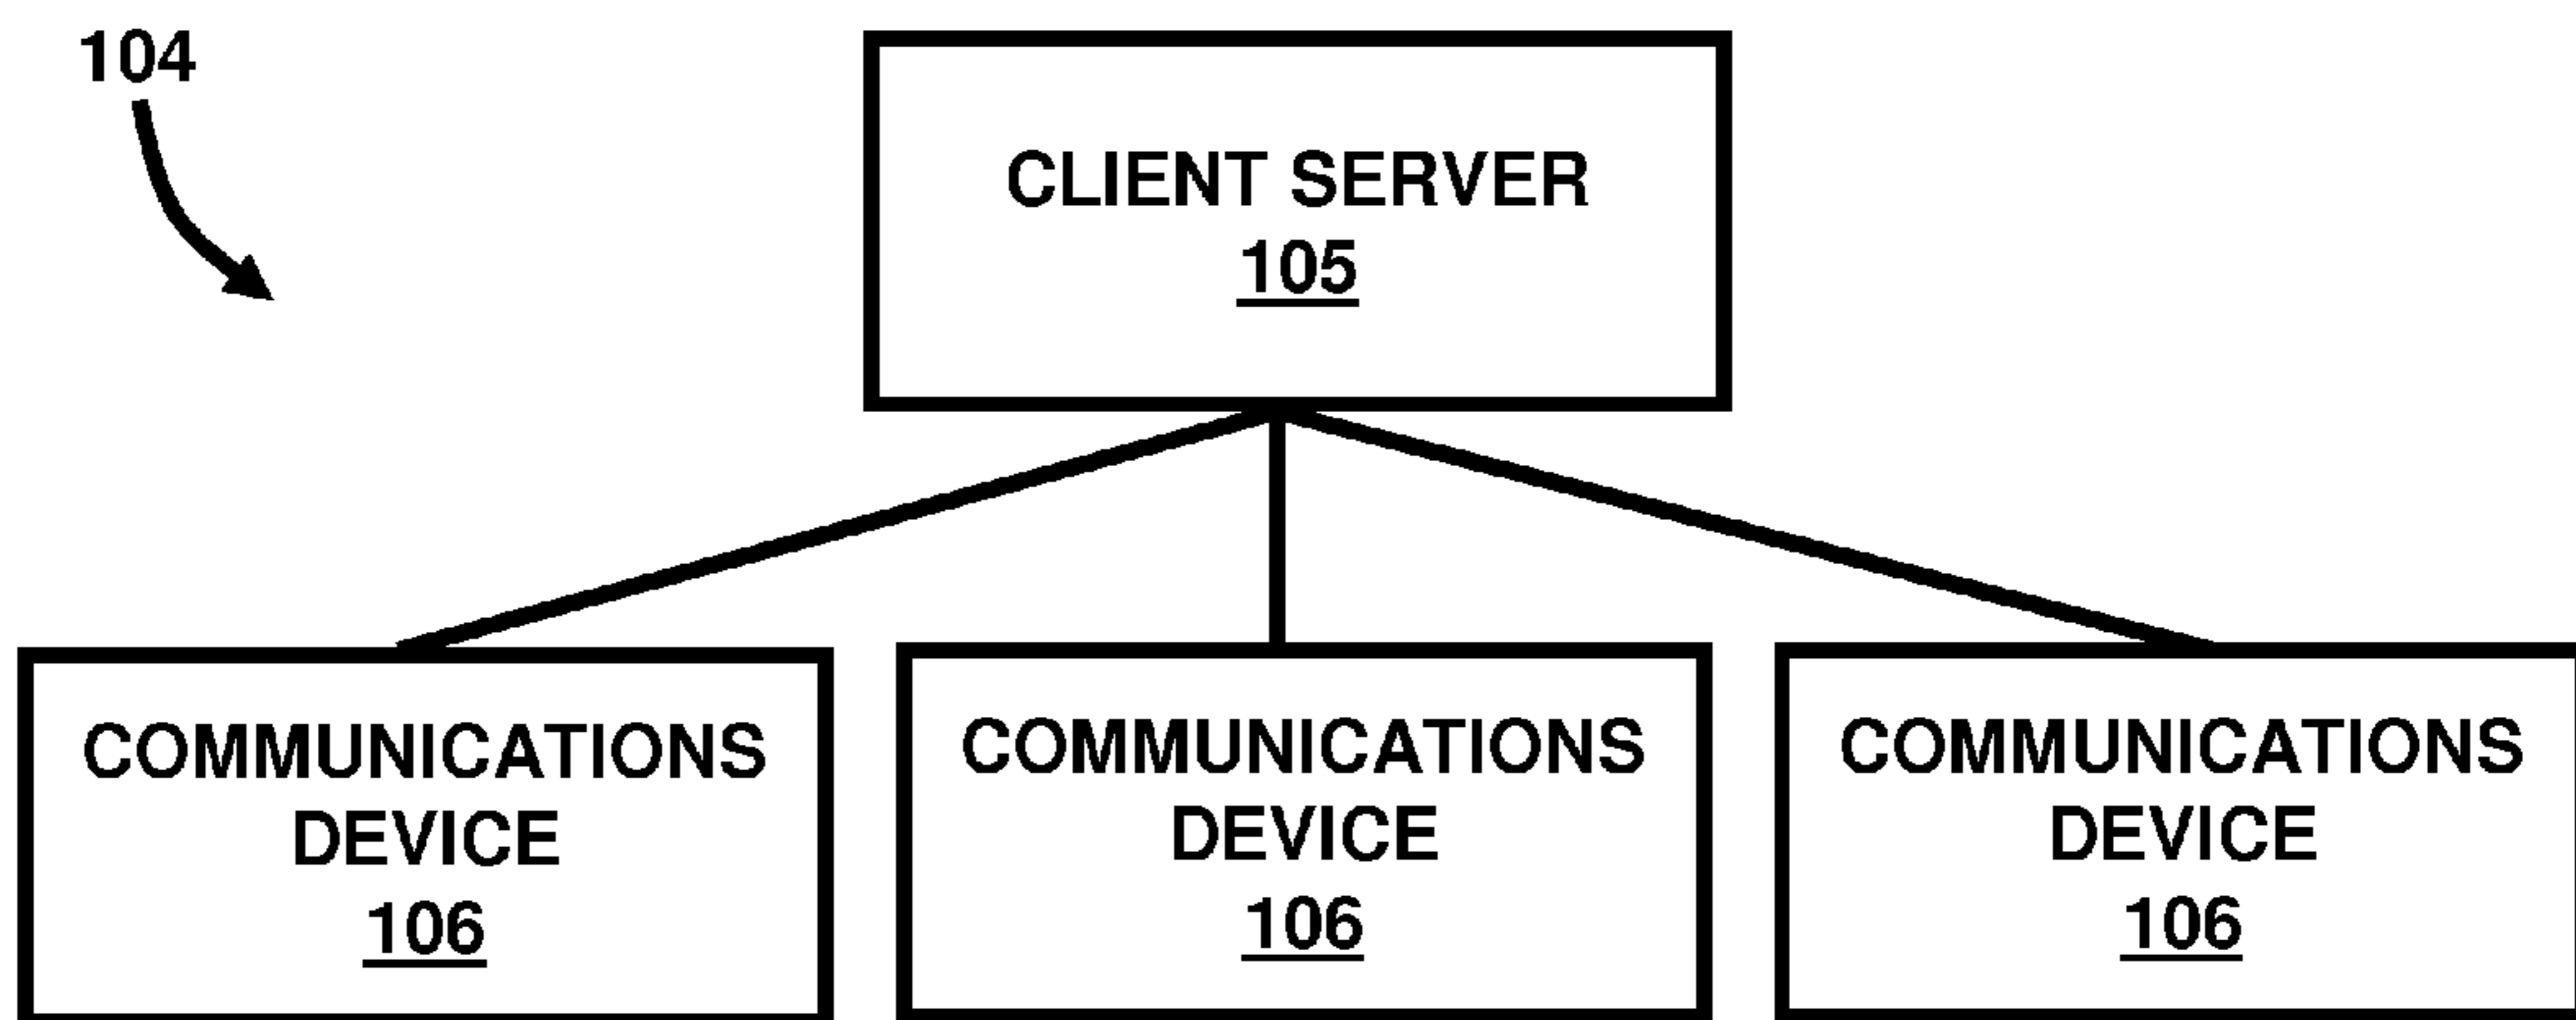 104
CLIENT SERVER
105
COMMUNICATIONS
DEVICE
106
COMMUNICATIONS
DEVICE
106
COMMUNICATIONS
DEVICE
106